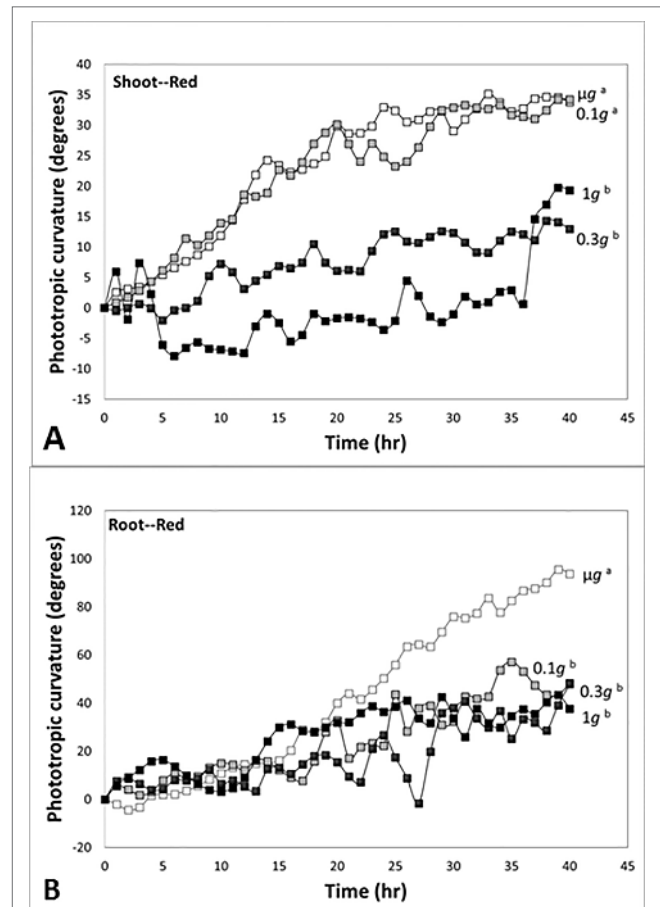 Shoot--Red
40
35
30
25
20
15
10
5
0
-5
-10
-15
Phototropic curvature (degrees)
μg ᵃ
0.1g ᵃ
1g ᵇ
0.3g ᵇ
0 5 10 15 20 25 30 35 40 45
Time (hr)
A
Root--Red
120
100
80
60
40
20
0
-20
Phototropic curvature (degrees)
μg ᵃ
0.1g ᵇ
0.3g ᵇ
1g ᵇ
0 5 10 15 20 25 30 35 40 45
Time (hr)
B